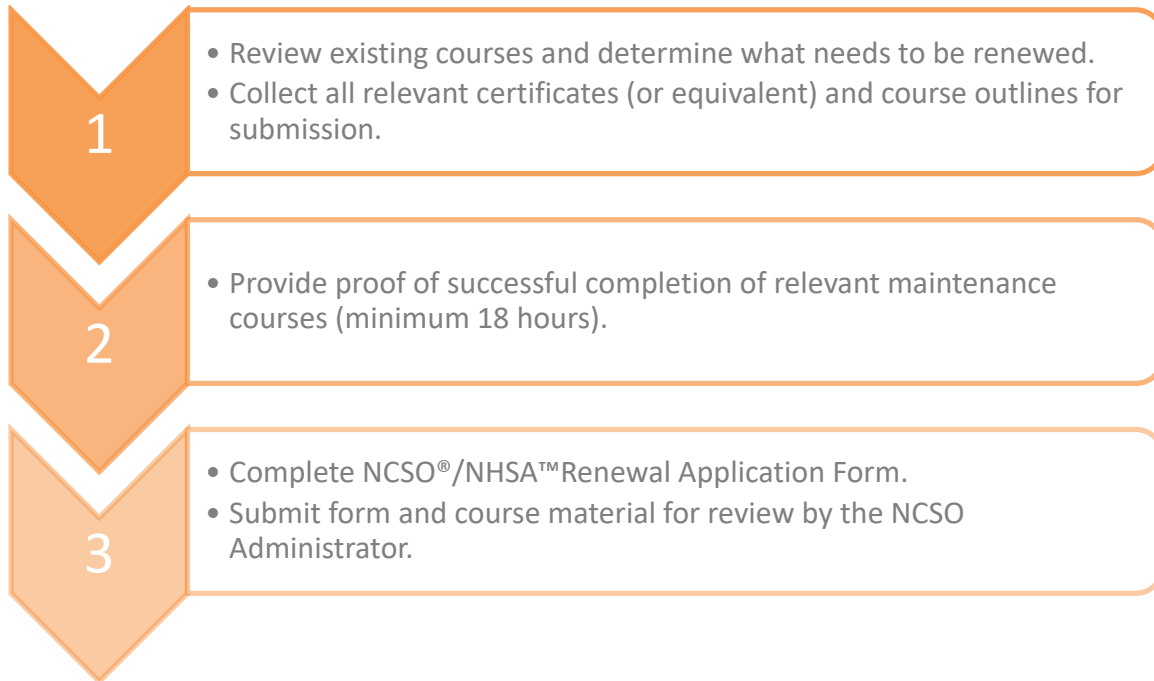 1
• Review existing courses and determine what needs to be renewed.
• Collect all relevant certificates (or equivalent) and course outlines for
submission.
2
• Provide proof of successful completion of relevant maintenance
courses (minimum 18 hours).
3
• Complete NCSO®/NHSA™Renewal Application Form.
• Submit form and course material for review by the NCSO
Administrator.